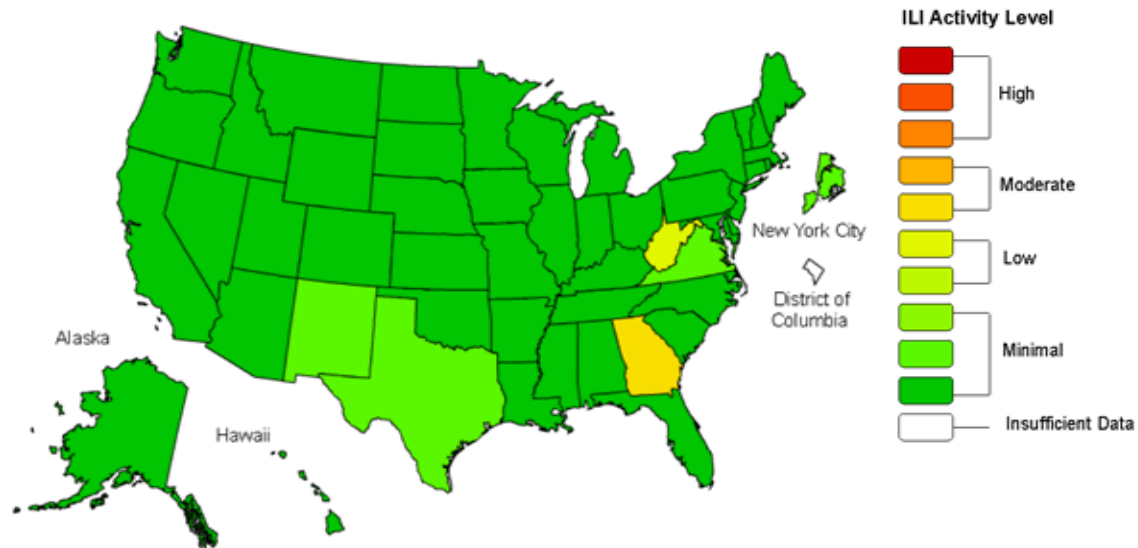 ILI Activity Level
High
Moderate
New York City
Low
District of
Columbia
Alaska
Minimal
Hawaii
Insufficient Data